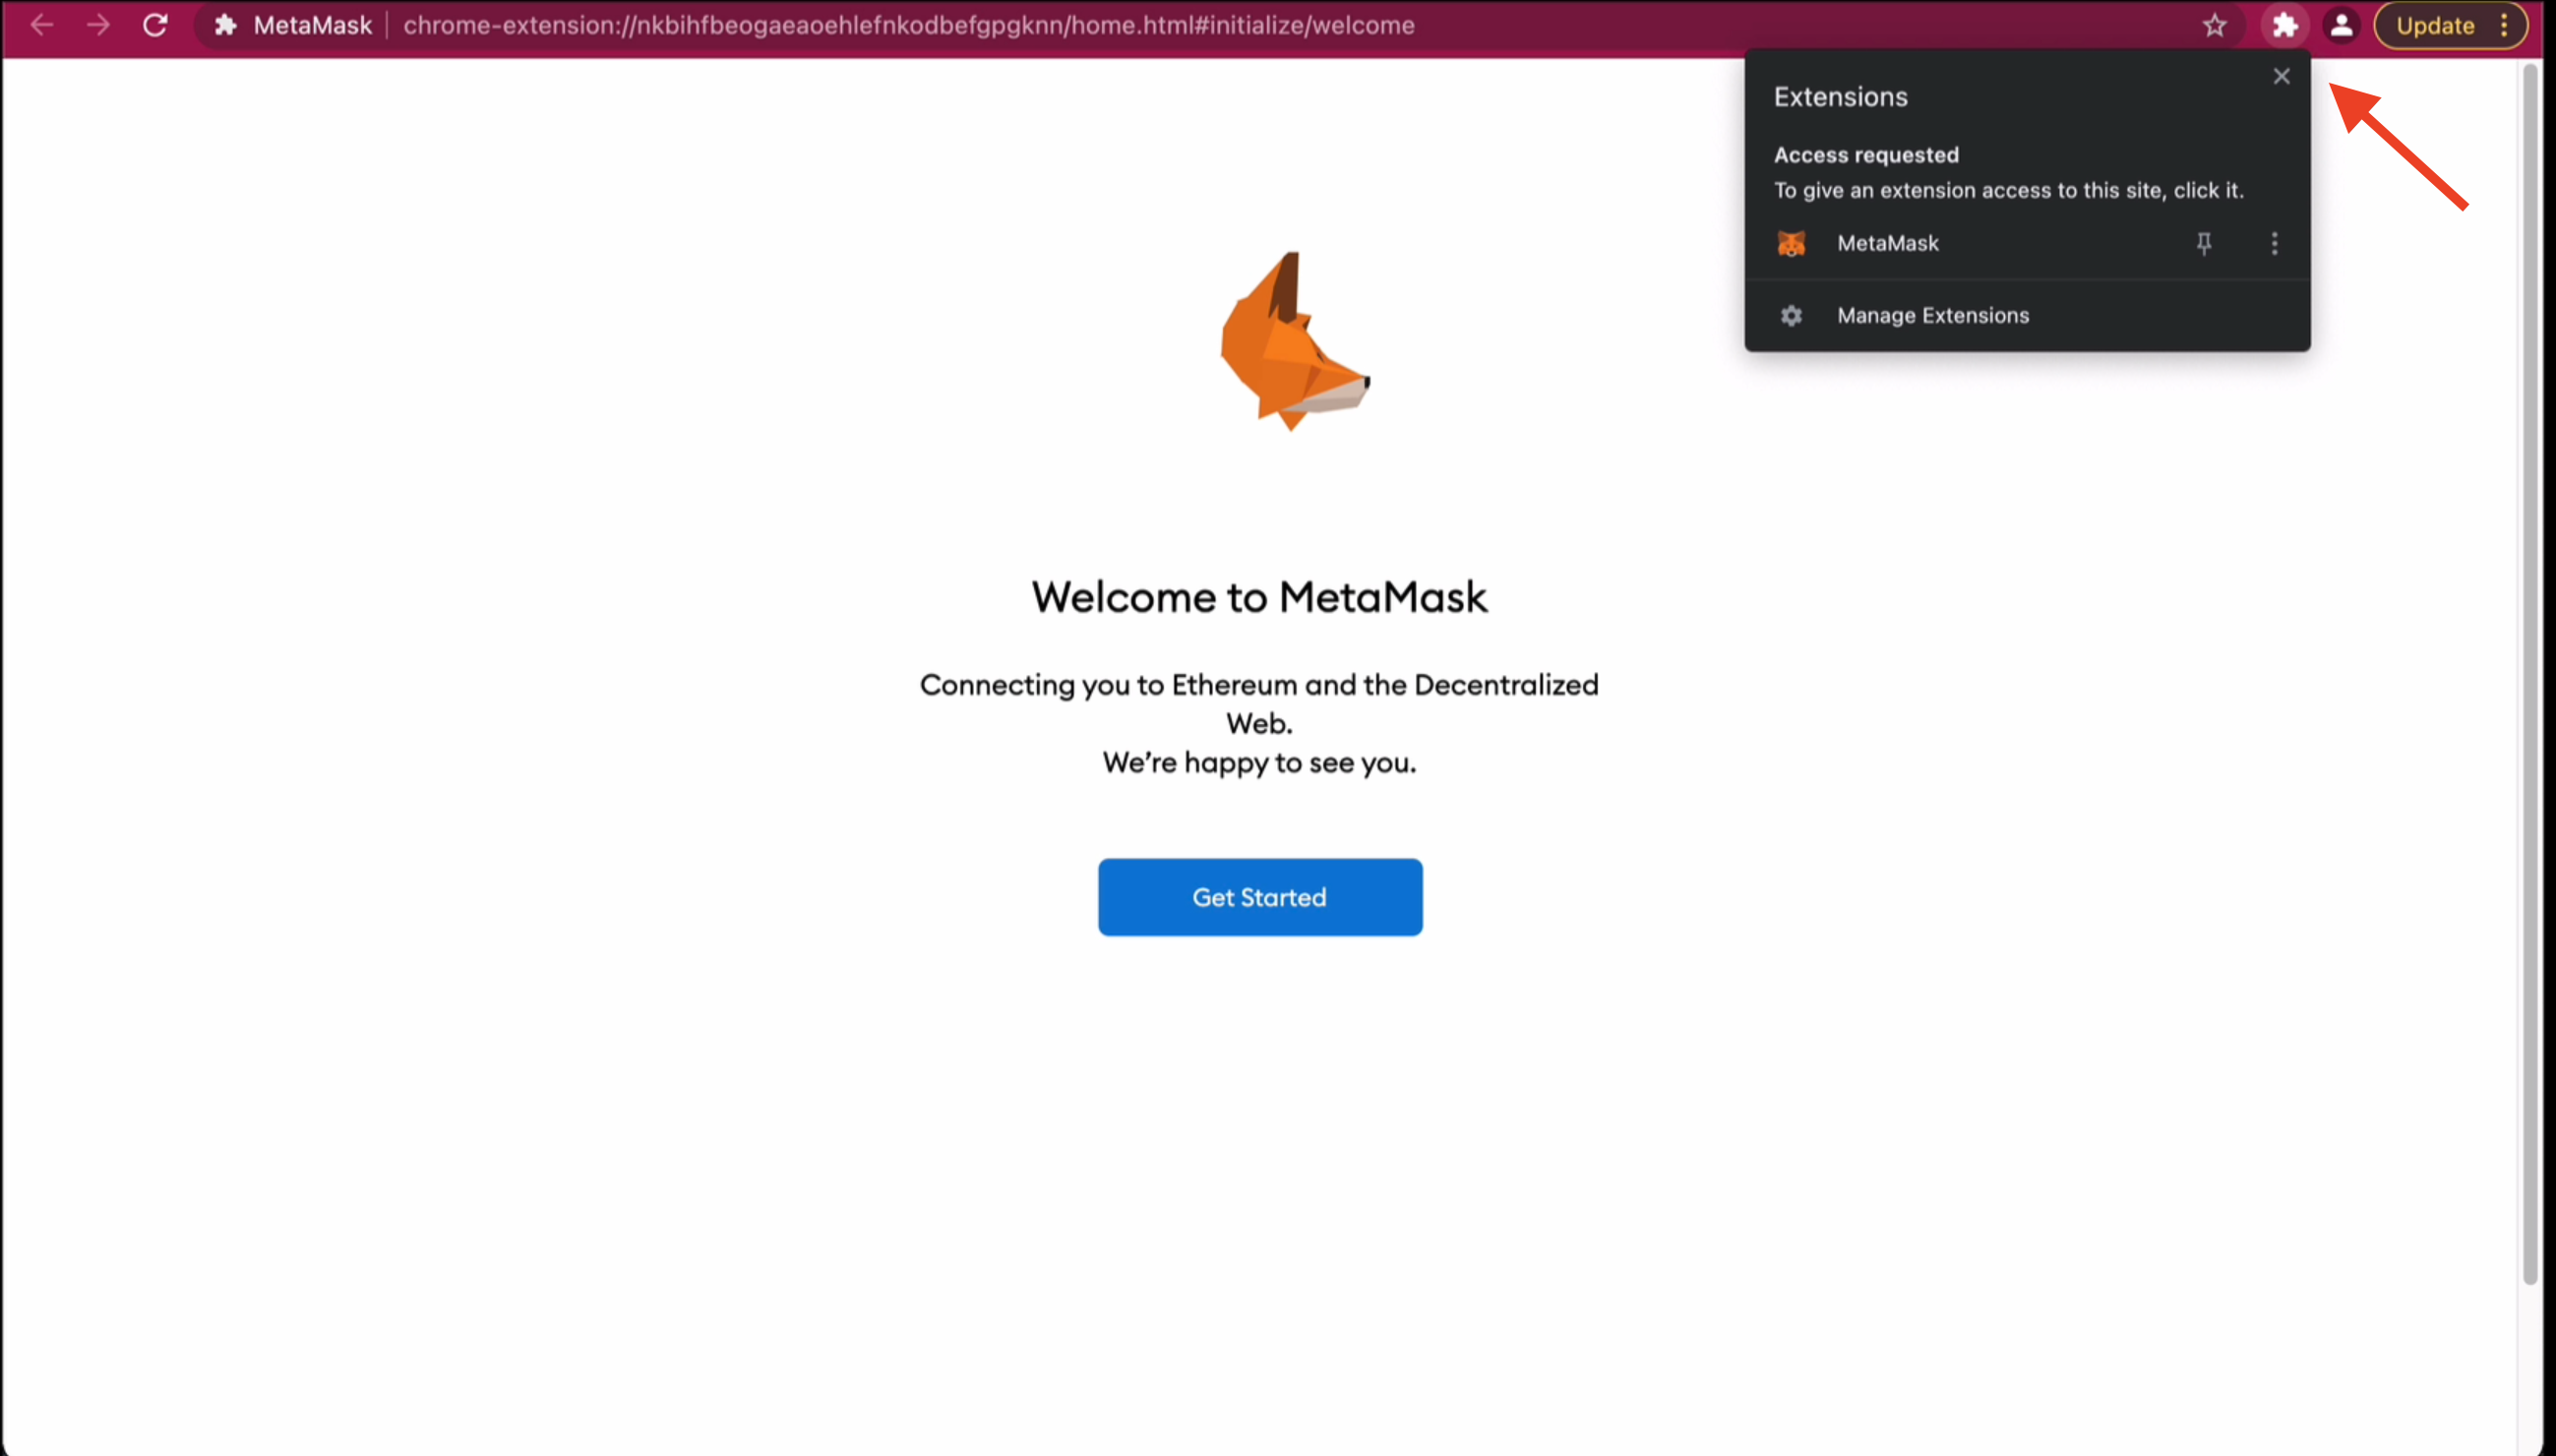 MetaMask
chrome-extension://nkbihfbeogaeaoehlefnkodbefgpgknn/home.html#initialize/welcome
Update
Extensions
Access requested
To give an extension access to this site, click it.
MetaMask
Manage Extensions
Welcome to MetaMask
Connecting you to Ethereum and the Decentralized
Web.
We’re happy to see you.
Get Started